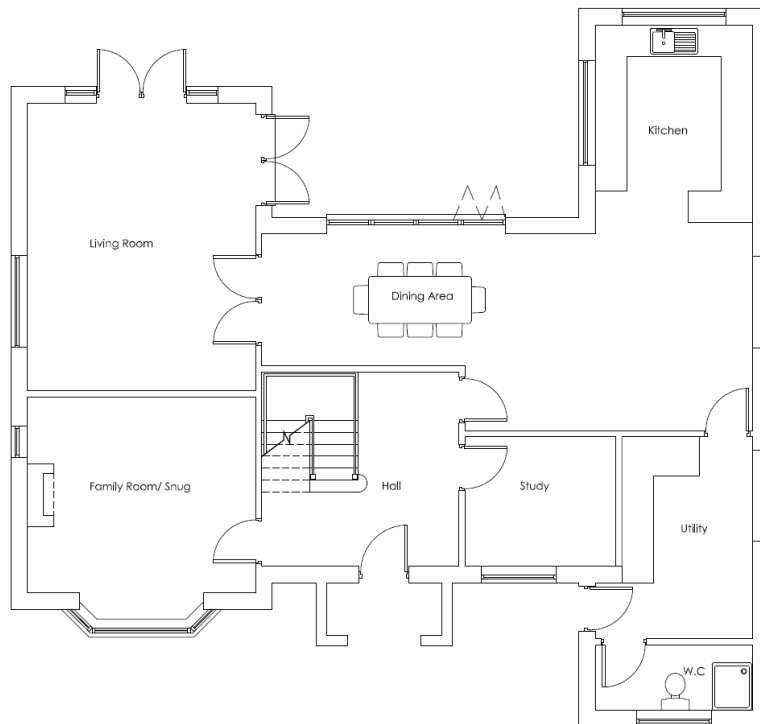 Kitchen
Living Room
Dining Area
Family Room/ Snug
Hall
Study
Utility
W.C